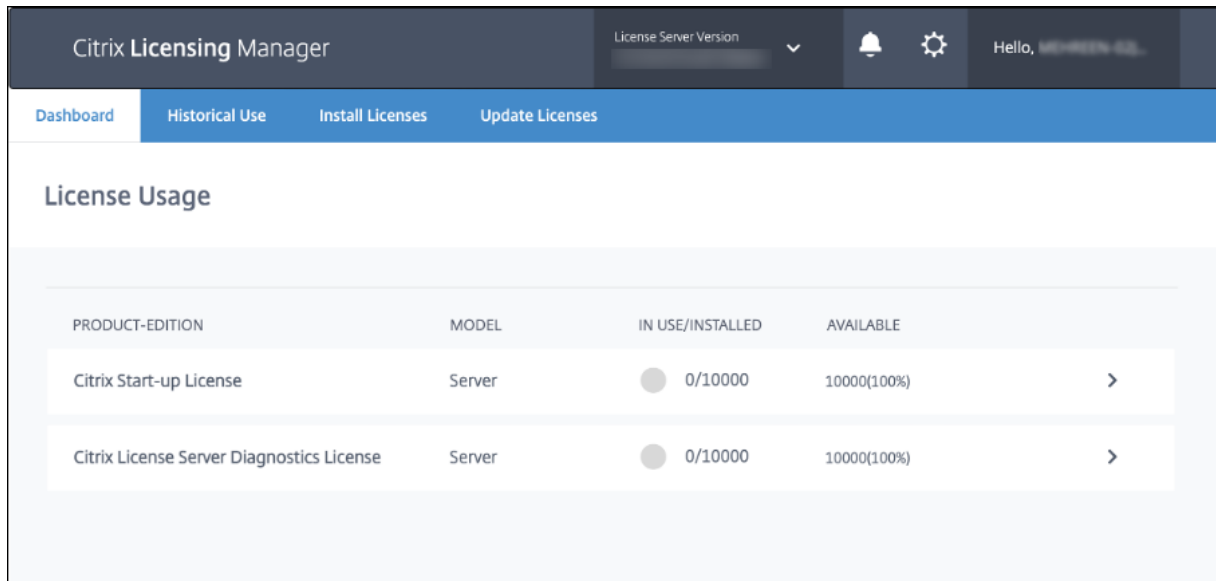 Citrix Licensing Manager
License Server Version
Hello,
Dashboard Historical Use Install Licenses Update Licenses
License Usage
PRODUCT-EDITION MODEL IN USE/INSTALLED AVAILABLE
Citrix Start-up License Server 0/10000 10000(100%)
Citrix License Server Diagnostics License Server 0/10000 10000(100%)